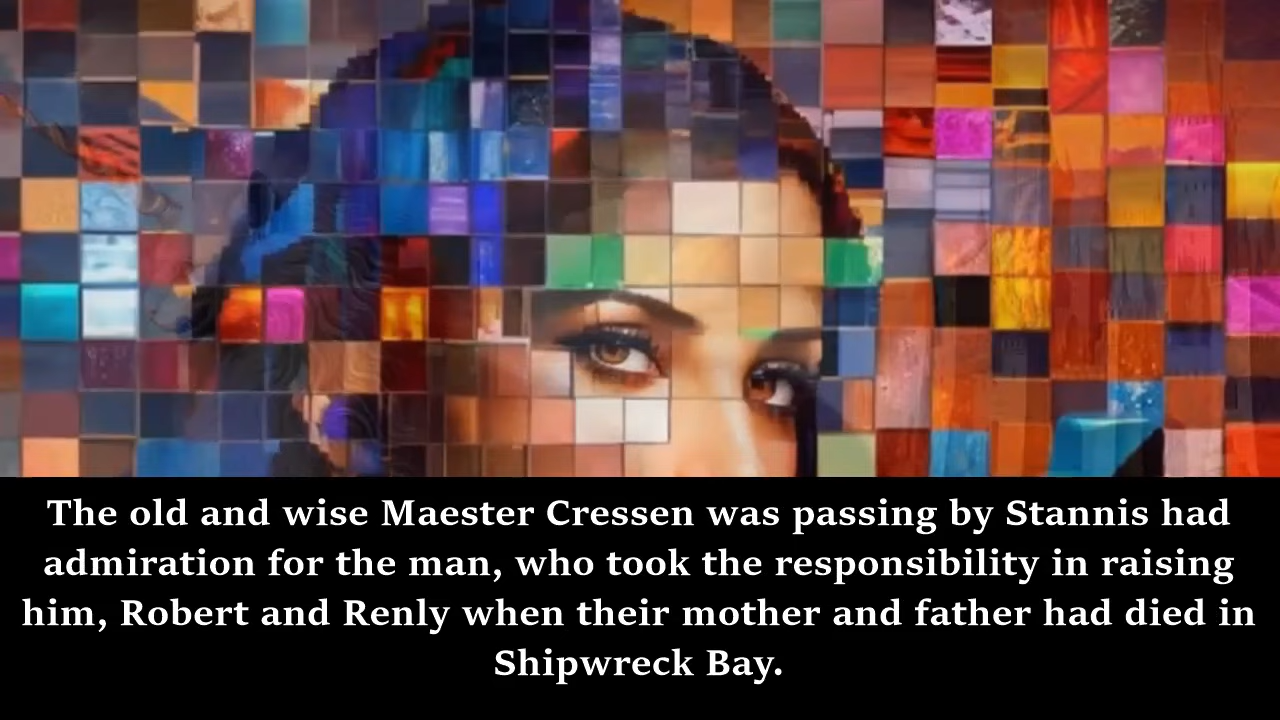 The old and wise Maester Cressen was passing by Stannis had
admiration for the man, who took the responsibility in raising
him, Robert and Renly when their mother and father had died in
Shipwreck Bay.